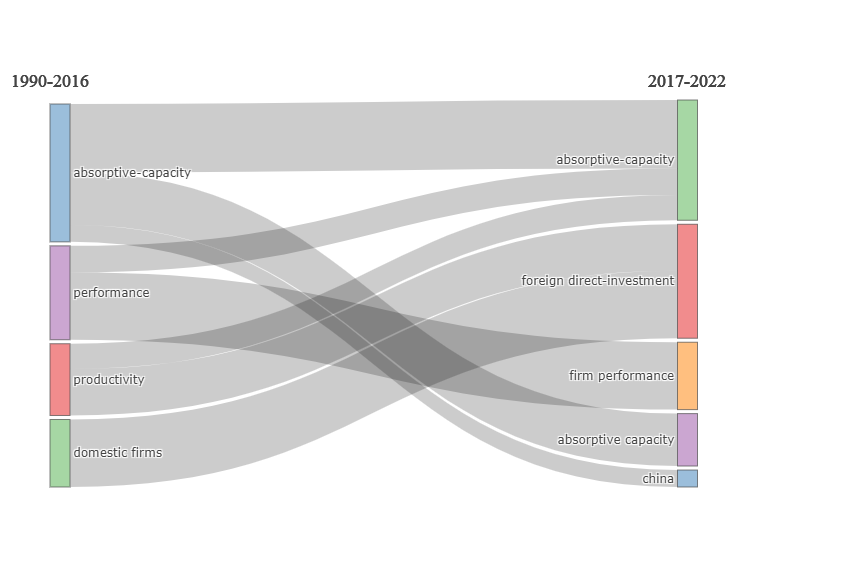 1990-2016
2017-2022
absorptive-capacity
performance
productivity
domestic firms
absorptive-capacity
foreign direct-investment
firm performance
absorptive capacity
china